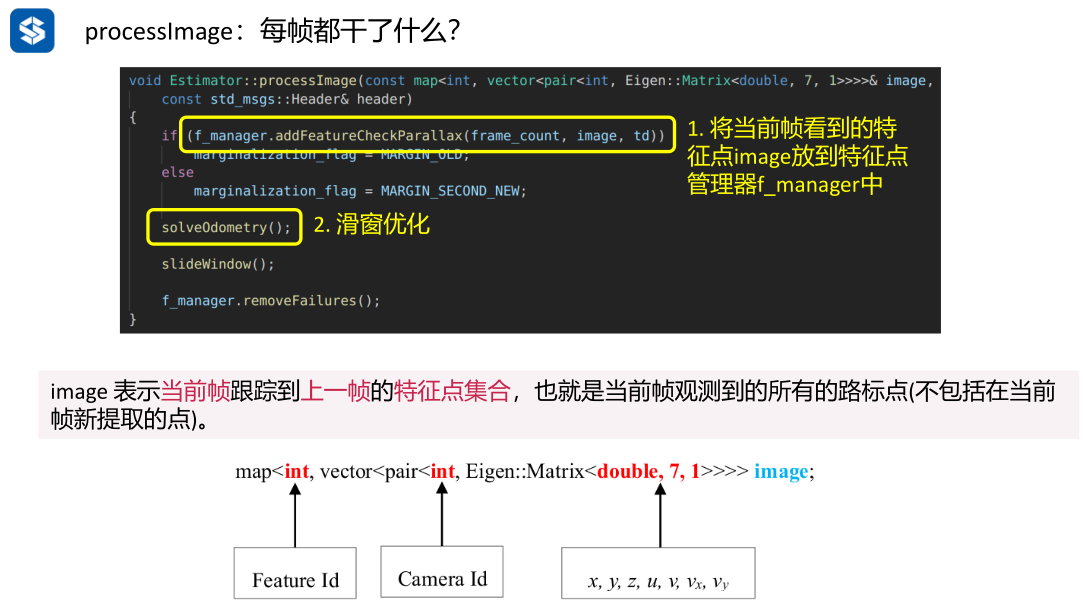 processImage：每帧都干了什么？
void Estimator::processImage(const map<int, vector<pair<int, Eigen::Matrix<double, 7, 1>>>>& image,
const std_msgs::Header& header)
{
if (f_manager.addFeatureCheckParallax(frame_count, image, td))
marginalization_flag = MARGIN_OLD;
else
marginalization_flag = MARGIN_SECOND_NEW;
solveOdometry();
slideWindow();
f_manager.removeFailures();
}
1. 将当前帧看到的特
征点image放到特征点
管理器f_manager中
2. 滑窗优化
image 表示当前帧跟踪到上一帧的特征点集合，也就是当前帧观测到的所有的路标点(不包括在当前
帧新提取的点)。
map<int, vector<pair<int, Eigen::Matrix<double, 7, 1>>>> image;
Feature Id
Camera Id
x, y, z, u, v, vx, vy